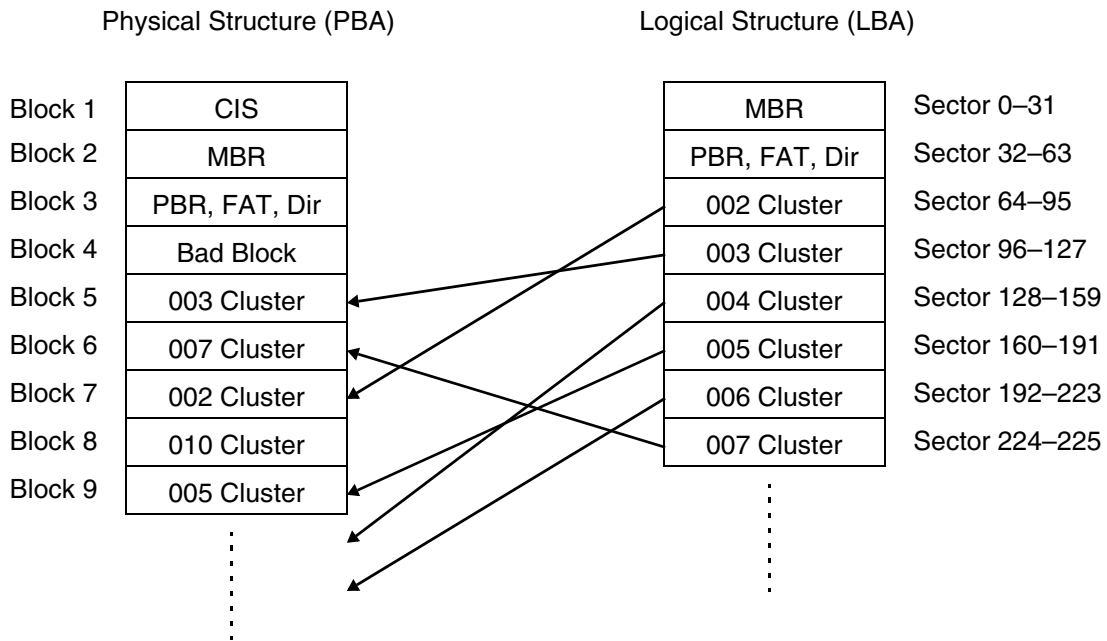 Physical Structure (PBA) Logical Structure (LBA)
Block 1 CIS MBR Sector 0–31
Block 2 MBR PBR, FAT, Dir Sector 32–63
Block 3 PBR, FAT, Dir 002 Cluster Sector 64–95
Block 4 Bad Block 003 Cluster Sector 96–127
Block 5 003 Cluster 004 Cluster Sector 128–159
Block 6 007 Cluster 005 Cluster Sector 160–191
Block 7 002 Cluster 006 Cluster Sector 192–223
Block 8 010 Cluster 007 Cluster Sector 224–225
Block 9 005 Cluster